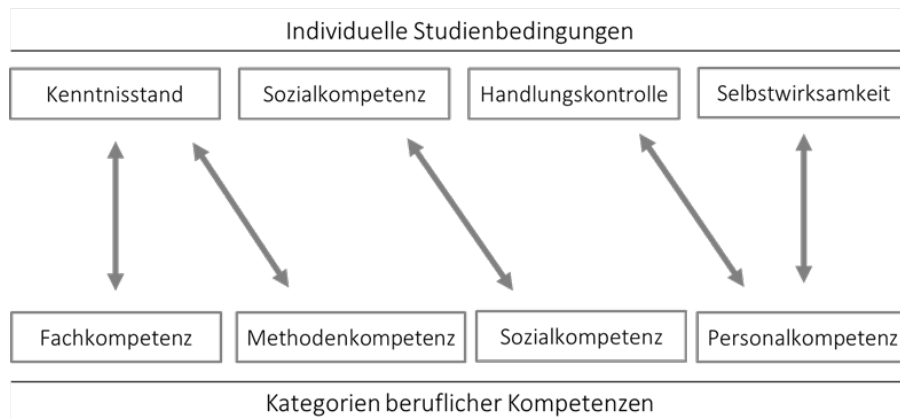 Individuelle Studienbedingungen
Kenntnisstand
Sozialkompetenz
Handlungskontrolle
Selbstwirksamkeit
Fachkompetenz
Methodenkompetenz
Sozialkompetenz
Personalkompetenz
Kategorien beruflicher Kompetenzen